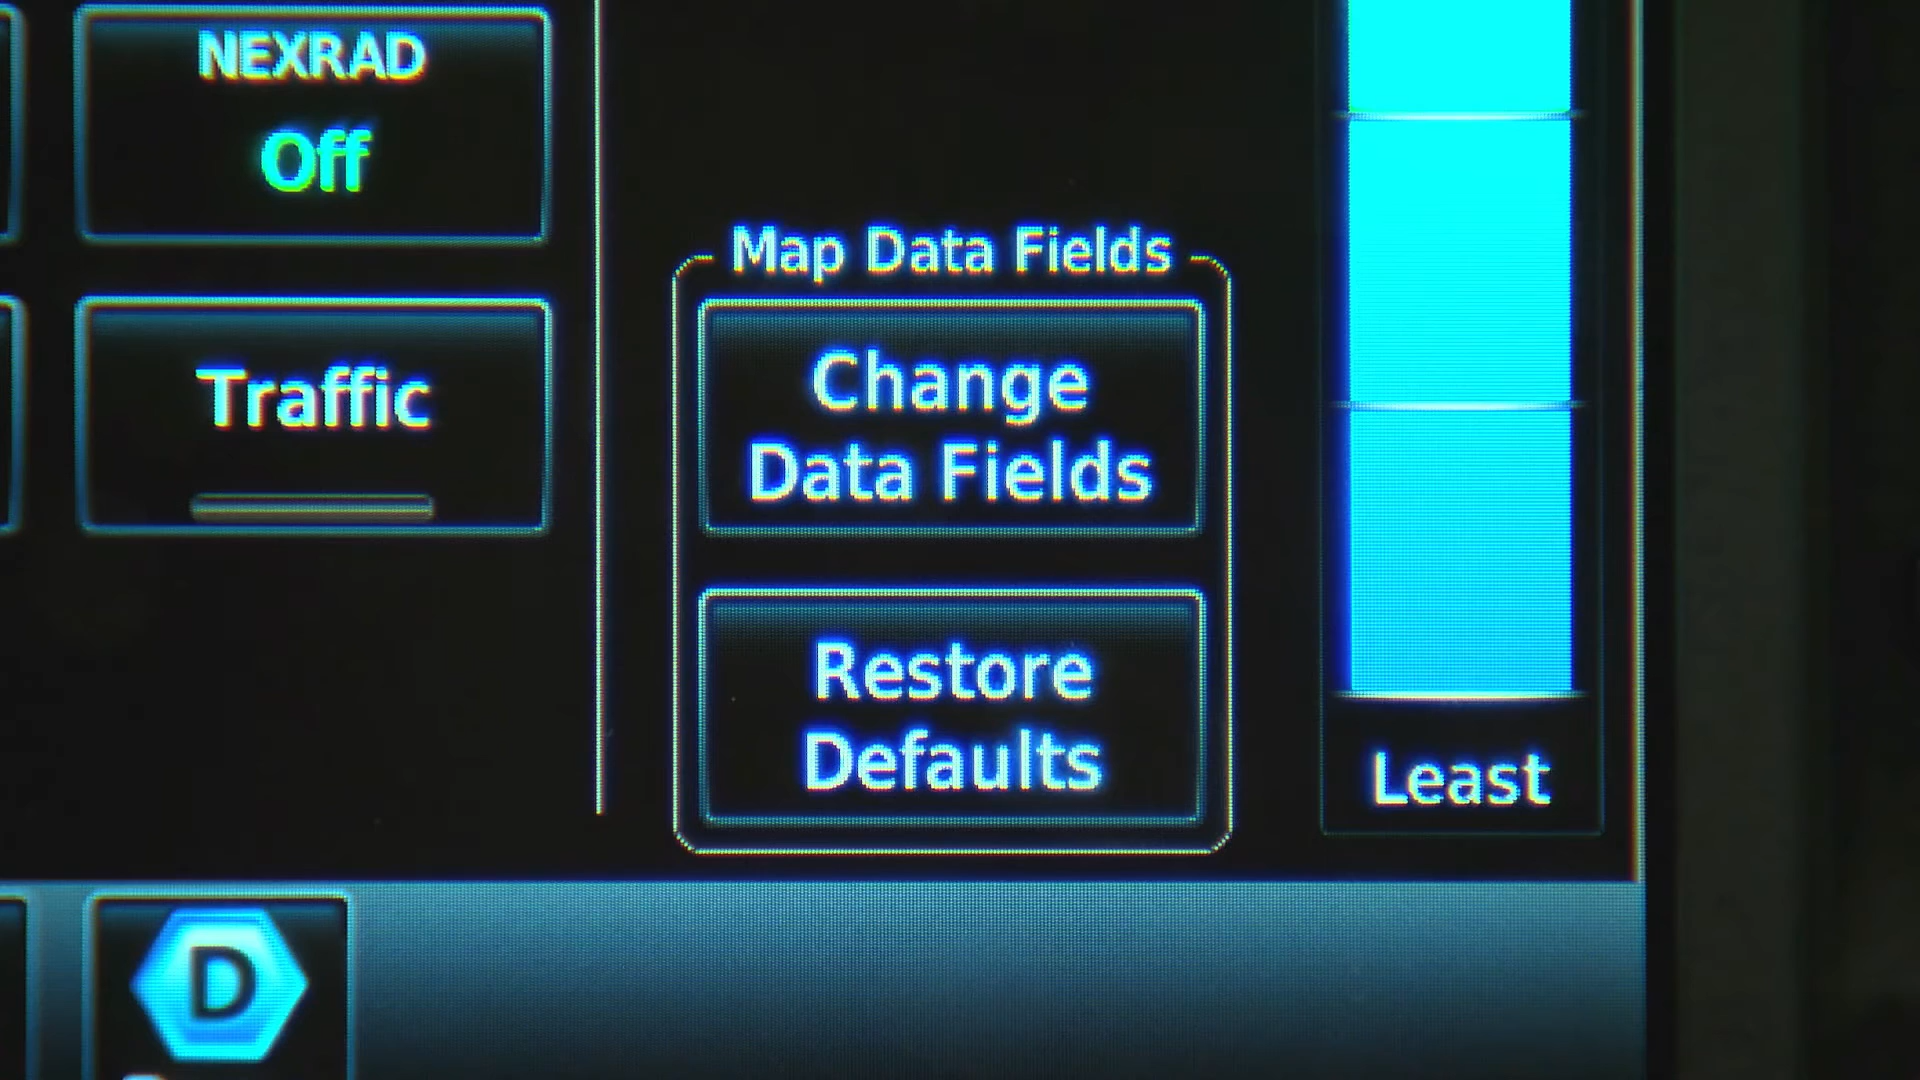 NEXRAD
Off
Traffic
Map Data Fields
Change
Data Fields
Restore
Defaults
Least
D